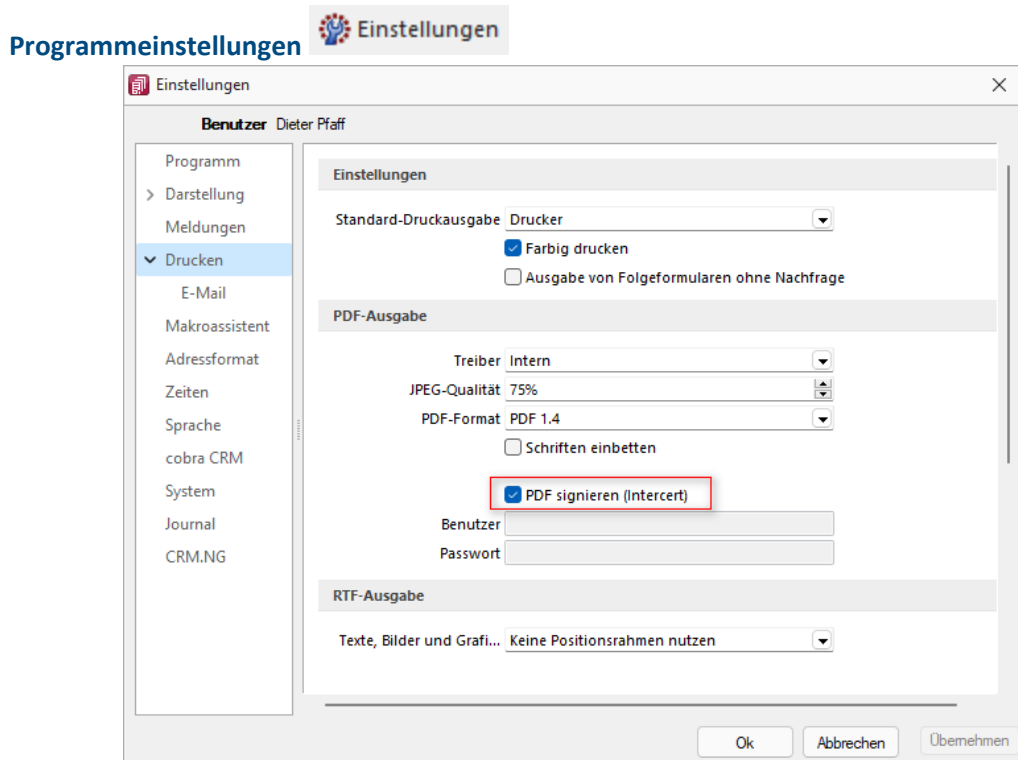 Programmeinstellungen Einstellungen
Einstellungen
Benutzer Dieter Pfaff
Programm
Darstellung
Meldungen
Drucken
E-Mail
Makroassistent
Adressformat
Zeiten
Sprache
cobra CRM
System
Journal
CRM.NG
Einstellungen
Standard-Druckausgabe Drucker
Farbig drucken
Ausgabe von Folgeformularen ohne Nachfrage
PDF-Ausgabe
Treiber Intern
JPEG-Qualität 75%
PDF-Format PDF 1.4
Schriften einbetten
PDF signieren (Intercert)
Benutzer
Passwort
RTF-Ausgabe
Texte, Bilder und Grafi... Keine Positionsrahmen nutzen
Ok Abbrechen Übernehmen